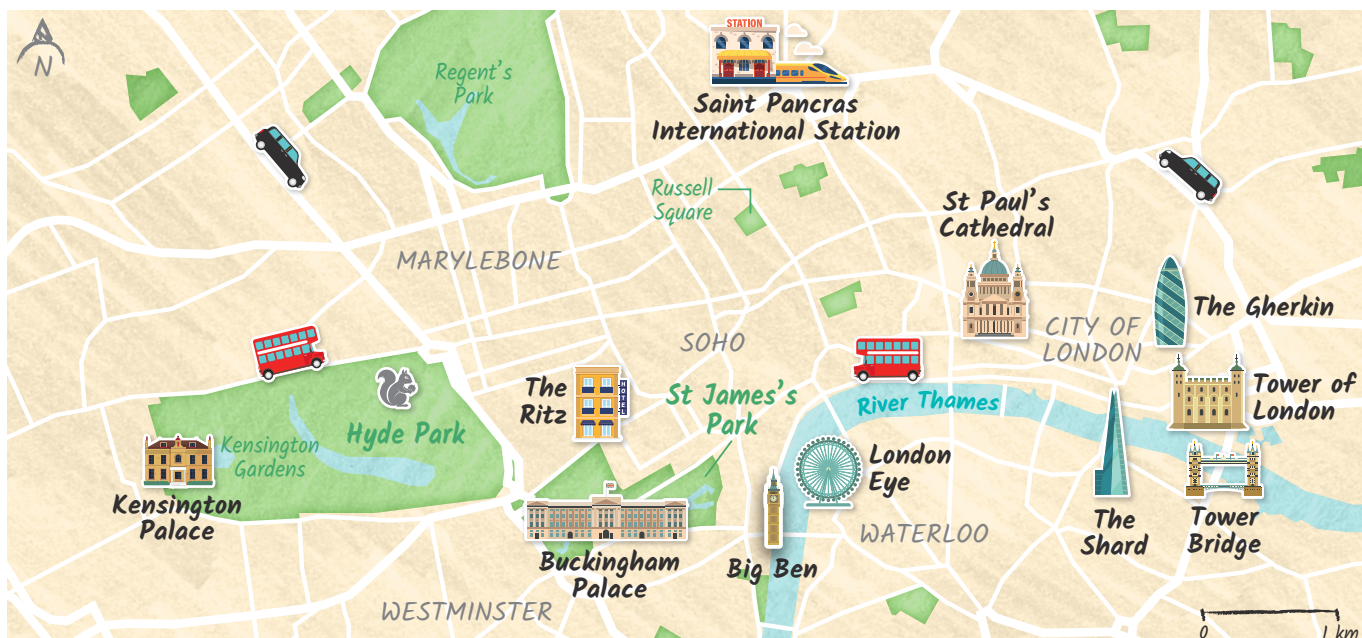 N
Regent's
Park
STATION
Saint Pancras
International Station
Russell
Square
St Paul's
Cathedral
MARYLEBONE
The Gherkin
SOHO
CITY OF
LONDON
The
Ritz
HOTEL
St James's
Park
River Thames
Tower of
London
Kensington
Gardens
Hyde Park
London
Eye
Kensington
Palace
WATERLOO
The
Shard
Tower
Bridge
Buckingham
Palace
Big Ben
WESTMINSTER
0 1 km